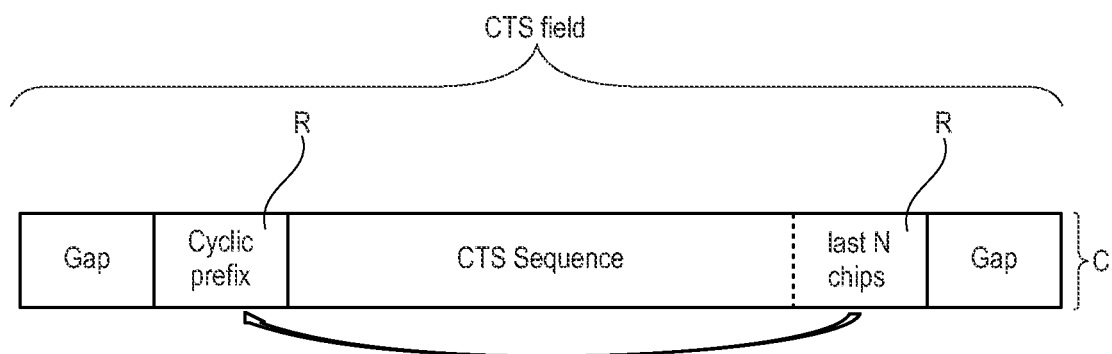 CTS field
R
R
Gap
Cyclic
prefix
CTS Sequence
last N
chips
Gap
C